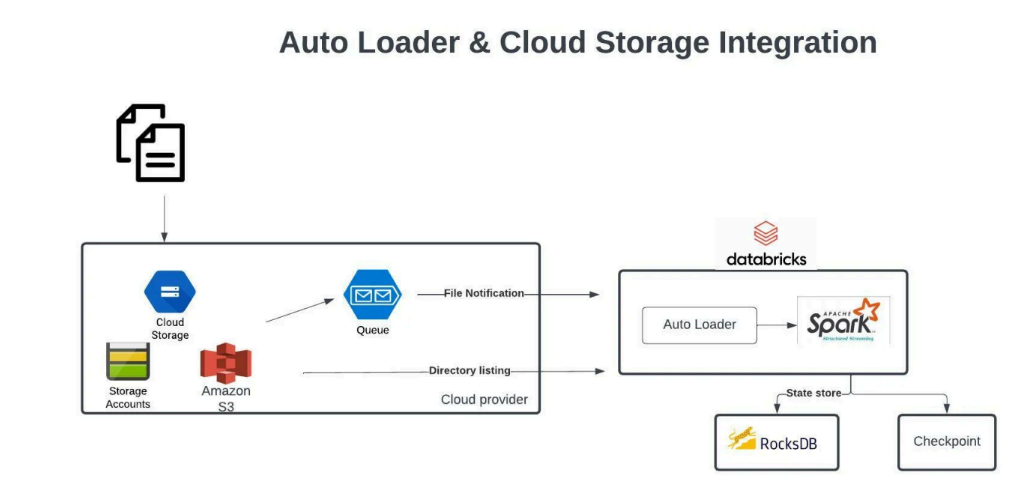 Auto Loader & Cloud Storage Integration
databricks
Cloud
Storage
Queue
File Notification
Auto Loader
APACHE
Spark
Structured Streaming
Storage
Accounts
Amazon
S3
Directory listing
Cloud provider
State store
RocksDB
Checkpoint